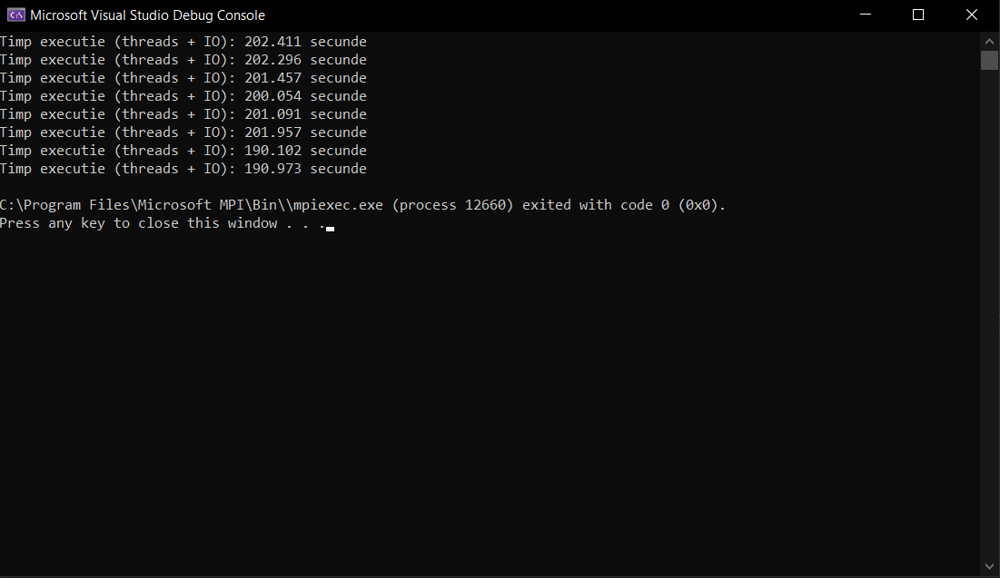 Microsoft Visual Studio Debug Console
Timp executie (threads + IO): 202.411 secunde
Timp executie (threads + IO): 202.296 secunde
Timp executie (threads + IO): 201.457 secunde
Timp executie (threads + IO): 200.054 secunde
Timp executie (threads + IO): 201.091 secunde
Timp executie (threads + IO): 201.957 secunde
Timp executie (threads + IO): 190.102 secunde
Timp executie (threads + IO): 190.973 secunde
C:\Program Files\Microsoft MPI\Bin\\mpiexec.exe (process 12660) exited with code 0 (0x0).
Press any key to close this window . . .